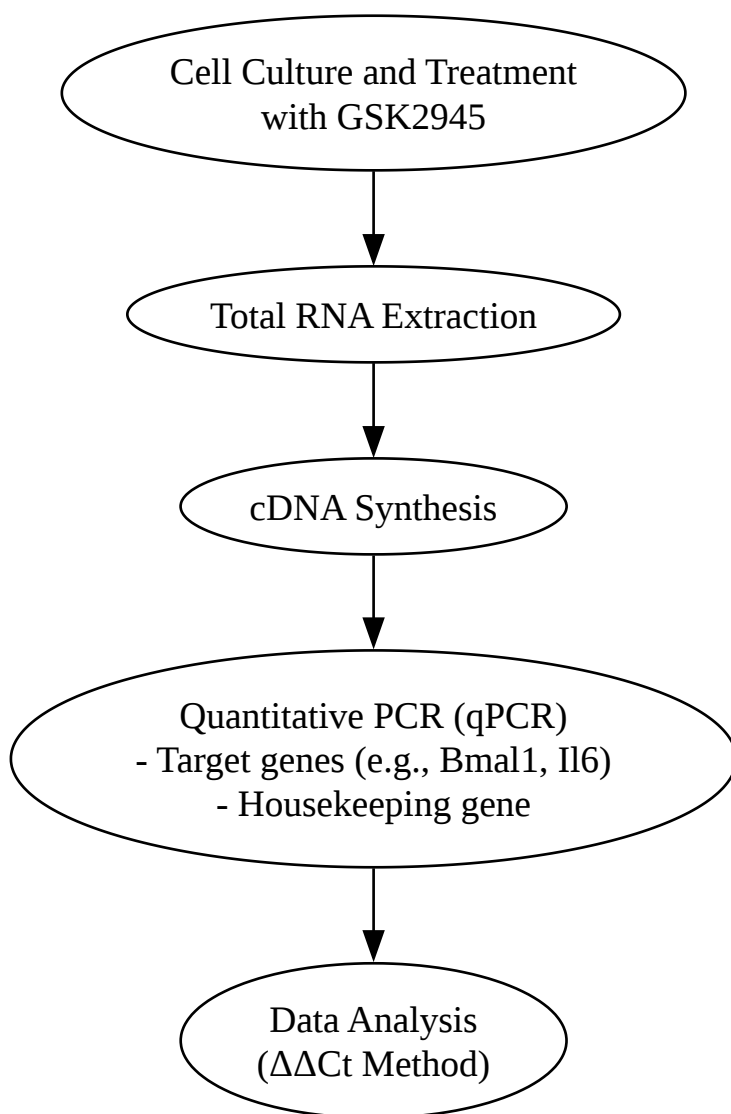 Cell Culture and Treatment
with GSK2945
Total RNA Extraction
cDNA Synthesis
Quantitative PCR (qPCR)
- Target genes (e.g., Bmal1, Il6)
- Housekeeping gene
Data Analysis
(ΔΔCt Method)